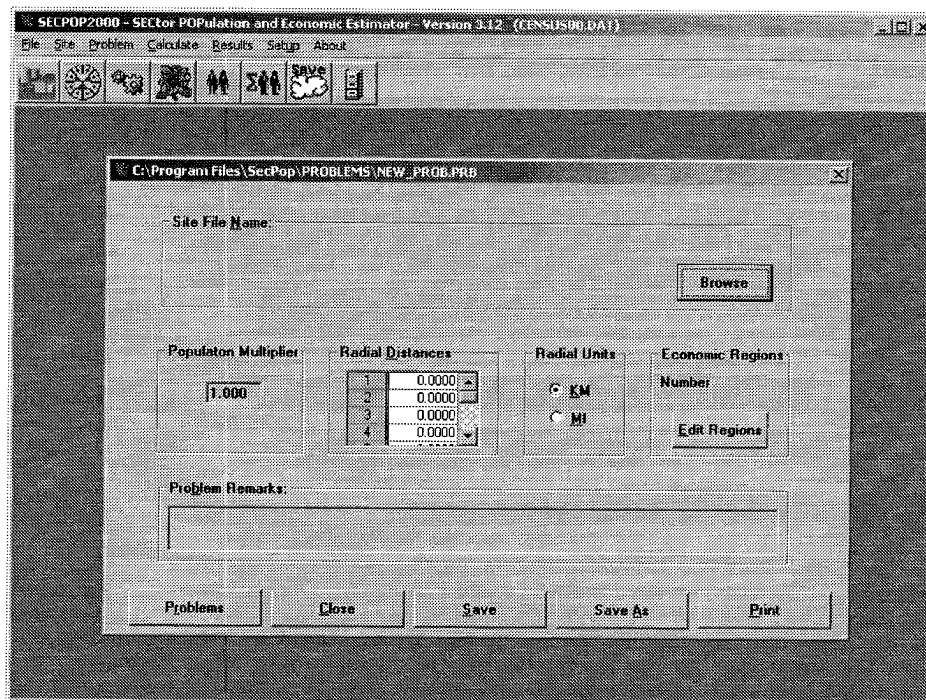 SECPOP2000 - SECtor POPulation and Economic Estimator - Version 3.12 (CENSUS00.DAT)
File Site Problem Calculate Results Setup About
Save
C:\Program Files\SecPop\PROBLEMS\NEW_PROB.PRB
Site File Name:
Browse
Populaton Multiplier Radial Distances Radial Units Economic Regions
1.000
1 0.0000
2 0.0000
3 0.0000
4 0.0000
KM
MI
Number
Edit Regions
Problem Remarks:
Problems Close Save Save As Print